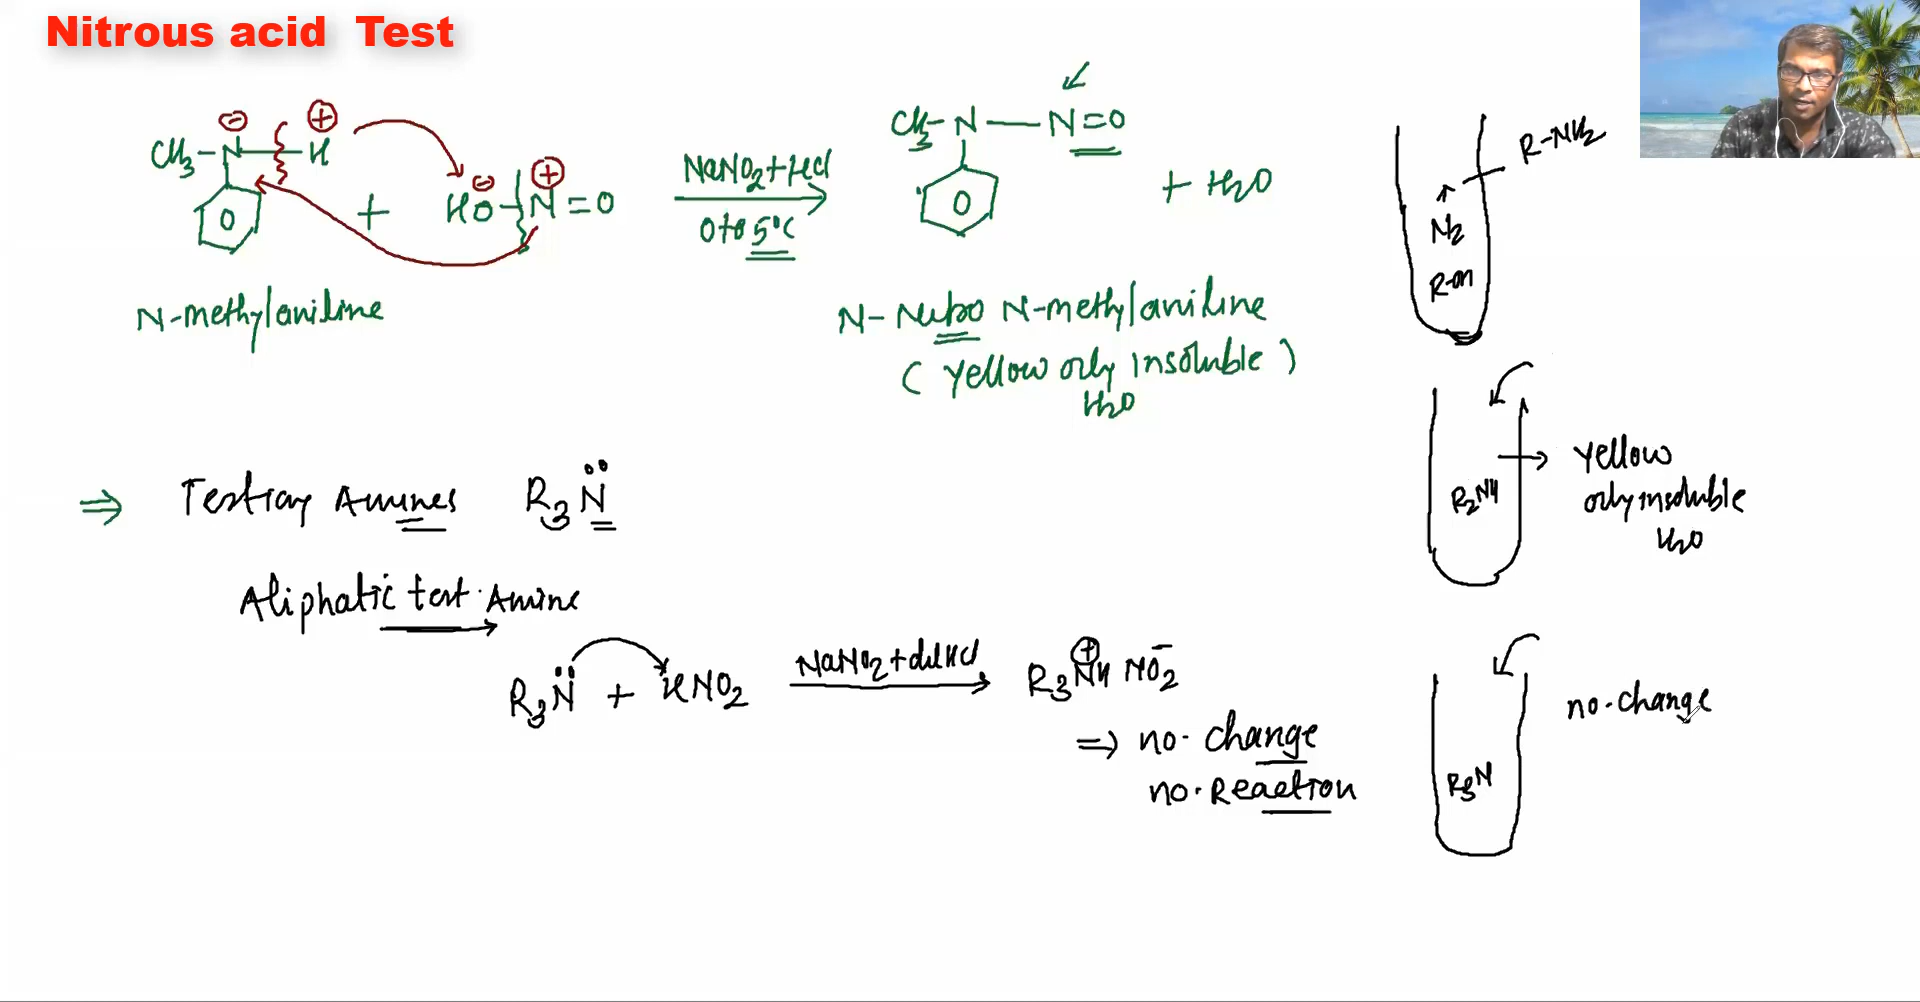 Nitrous acid Test
CH3-N-H + HO-N=O NaNO2+HCl 0 to 5°C CH3-N-N=O + H2O
N-methylaniline
N- Nitroso N-methylaniline
(Yellow oily insoluble)
H2O
⇒ Tertiary Amines R3N
Aliphatic tert. Amine
R3N + HNO2 NaNO2+dil HCl R3NH NO2-
⇒ no. change
no. Reaction
R-NH2
N2
R-OH
R2NH
Yellow
oily insoluble
H2O
R3N
no. change